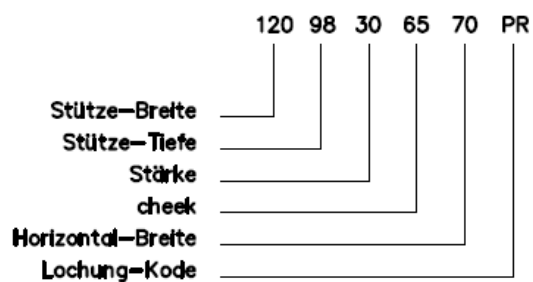 120 98 30 65 70 PR
Stütze-Breite
Stütze-Tiefe
Stärke
cheek
Horizontal-Breite
Lochung-Kode